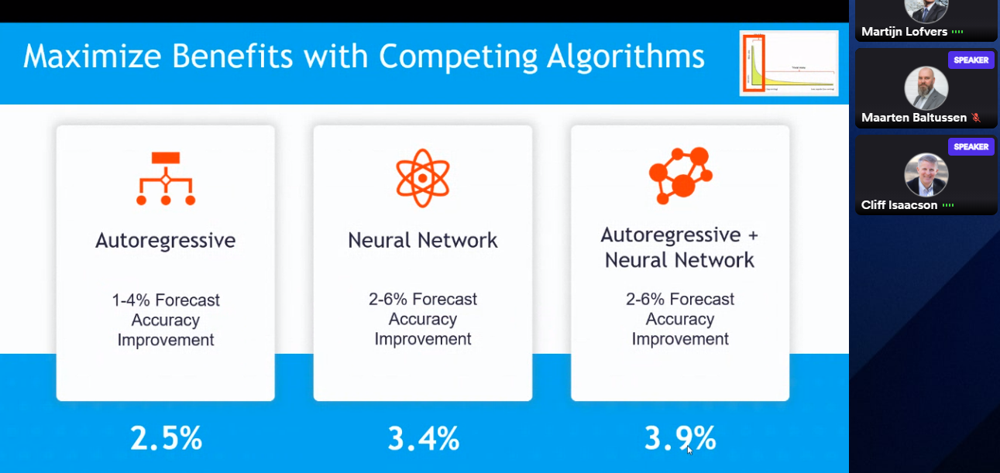 Maximize Benefits with Competing Algorithms
Autoregressive
1-4% Forecast
Accuracy
Improvement
2.5%
Neural Network
2-6% Forecast
Accuracy
Improvement
3.4%
Autoregressive +
Neural Network
2-6% Forecast
Accuracy
Improvement
3.9%
Martijn Lofvers
SPEAKER
Maarten Baltussen
SPEAKER
Cliff Isaacson